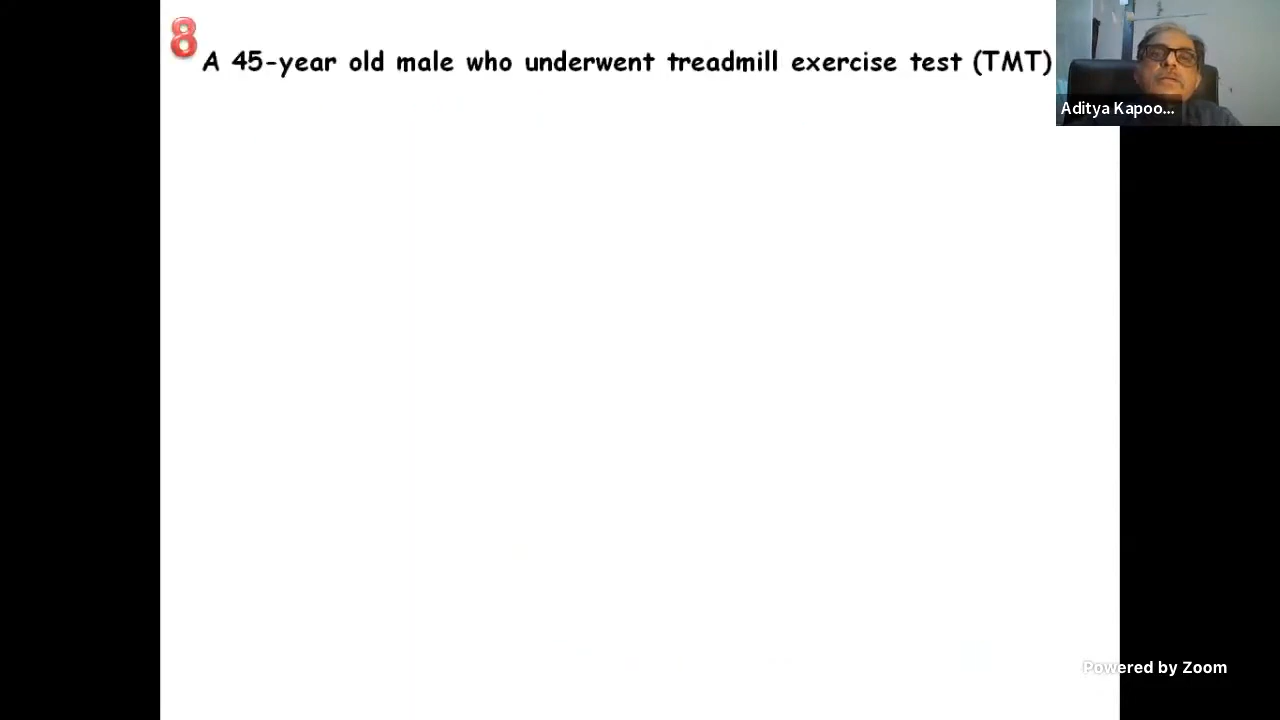 8
A 45-year old male who underwent treadmill exercise test (TMT)
Aditya Kapoo...
Powered by Zoom